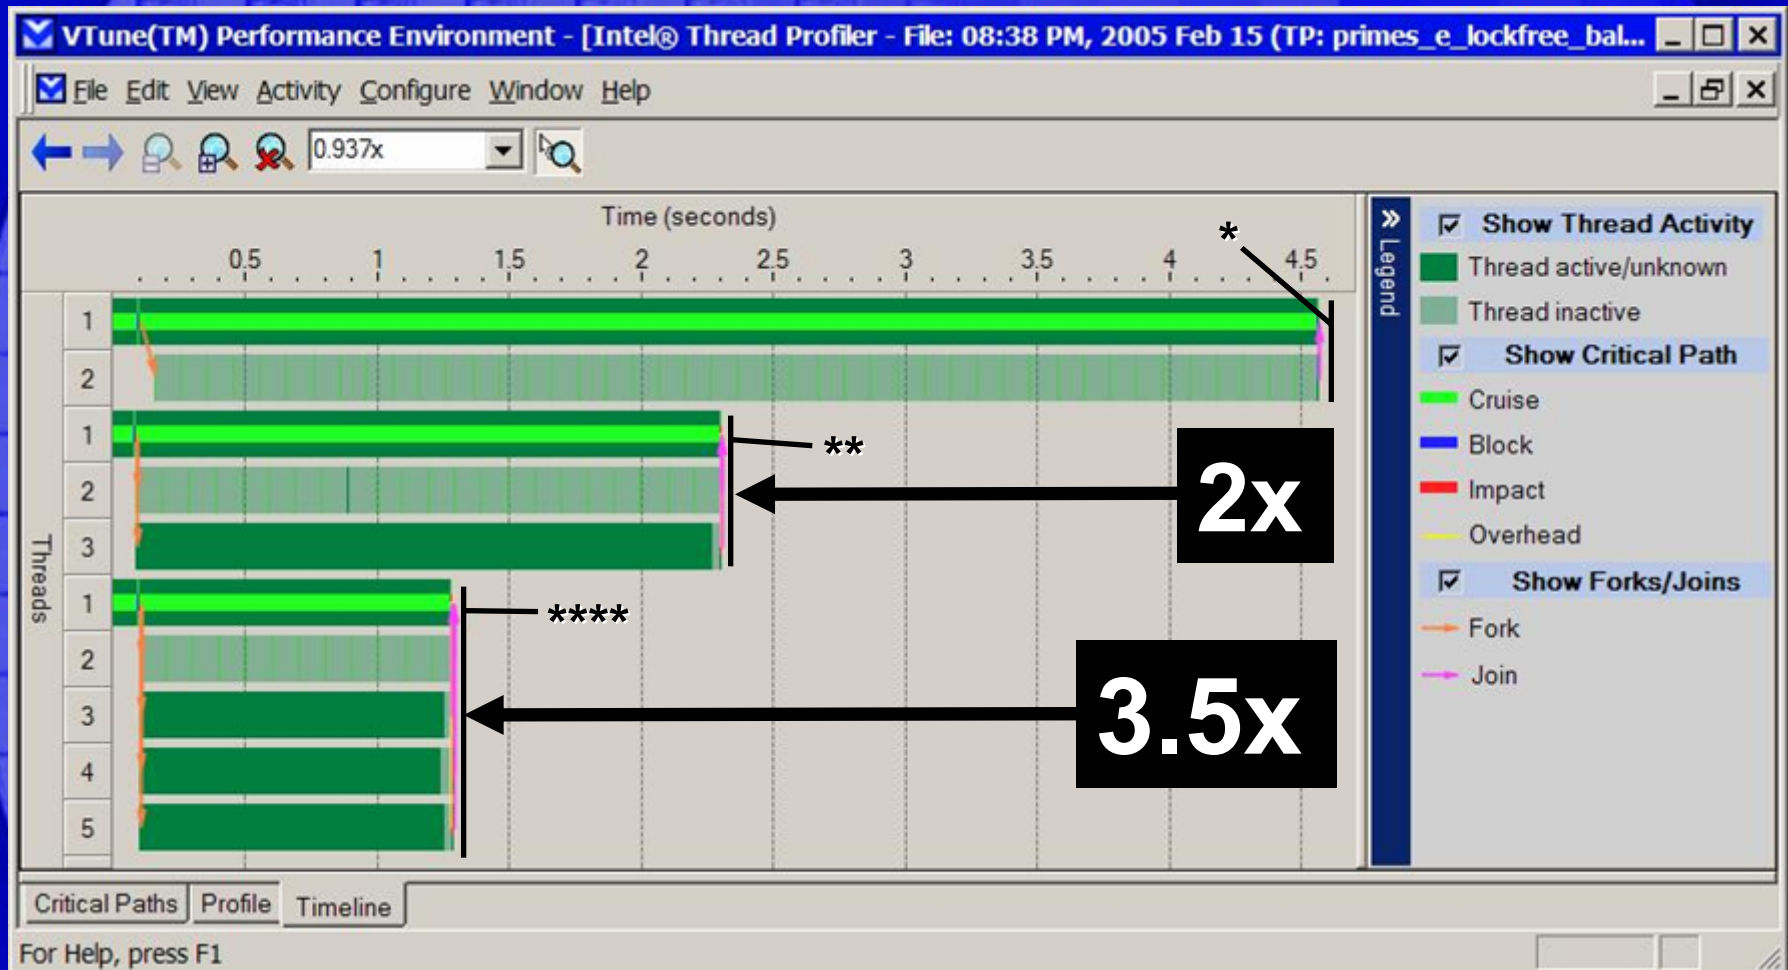 VTune(TM) Performance Environment - [Intel® Thread Profiler - File: 08:38 PM, 2005 Feb 15 (TP: primes_e_lockfree_bal...
File Edit View Activity Configure Window Help
0.937x
Time (seconds)
0.5 1 1.5 2 2.5 3 3.5 4 4.5
*
Threads
1
2
1
**
2
2x
3
1
****
2
3
3.5x
4
5
Legend
Show Thread Activity
Thread active/unknown
Thread inactive
Show Critical Path
Cruise
Block
Impact
Overhead
Show Forks/Joins
Fork
Join
Critical Paths Profile Timeline
For Help, press F1